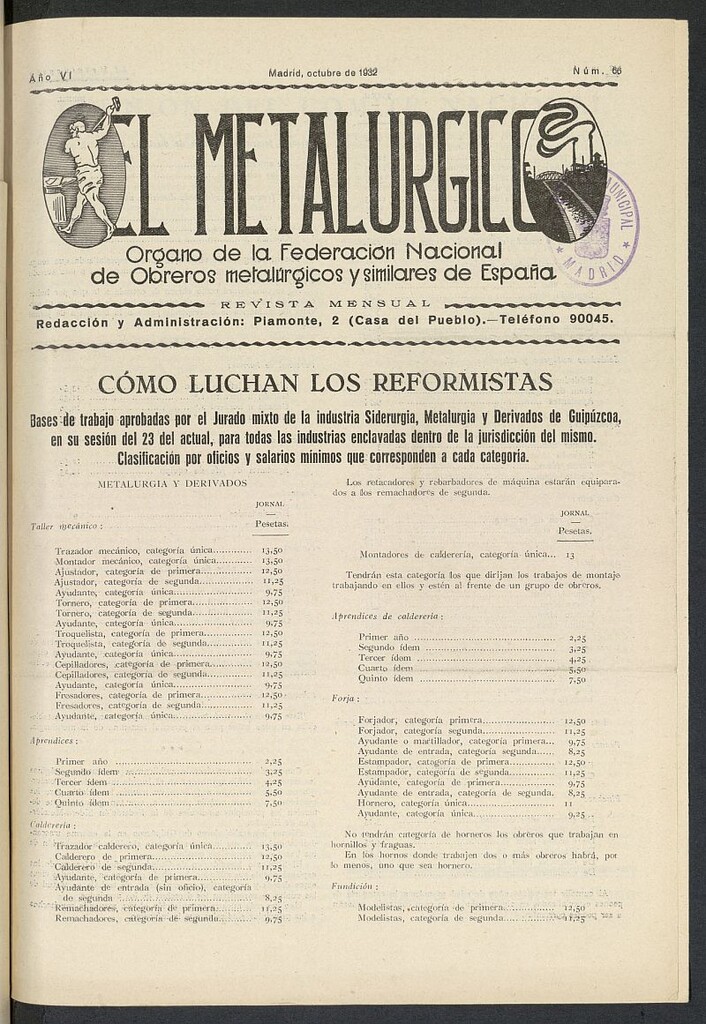 Año VI
Madrid, octubre de 1932
Núm. 66
EL METALURGICO
Organo de la Federación Nacional
de Obreros metalúrgicos y similares de España
REVISTA MENSUAL
Redacción y Administración: Piamonte, 2 (Casa del Pueblo).—Teléfono 90045.
MUNICIPAL
★ MADRID ★
CÓMO LUCHAN LOS REFORMISTAS
Bases de trabajo aprobadas por el Jurado mixto de la industria Siderurgia, Metalurgia y Derivados de Guipúzcoa,
en su sesión del 23 del actual, para todas las industrias enclavadas dentro de la jurisdicción del mismo.
Clasificación por oficios y salarios mínimos que corresponden a cada categoría.
METALURGIA Y DERIVADOS
JORNAL
—
Pesetas.
Taller mecánico:
Trazador mecánico, categoría única............ 13,50
Montador mecánico, categoría única........... 13,50
Ajustador, categoría de primera................. 12,50
Ajustador, categoría de segunda................. 11,25
Ayudante, categoría única......................... 9,75
Tornero, categoría de primera................... 12,50
Tornero, categoría de segunda................... 11,25
Ayudante, categoría única......................... 9,75
Troquelista, categoría de primera............... 12,50
Troquelista, categoría de segunda............... 11,25
Ayudante, categoría única......................... 9,75
Cepilladores, categoría de primera.............. 12,50
Cepilladores, categoría de segunda.............. 11,25
Ayudante, categoría única......................... 9,75
Fresadores, categoría de primera................ 12,50
Fresadores, categoría de segunda................ 11,25
Ayudante, categoría única......................... 9,75
Aprendices:
Primer año ........................................... 2,25
Segundo ídem ....................................... 3,25
Tercer ídem ......................................... 4,25
Cuarto ídem ......................................... 5,50
Quinto ídem ......................................... 7,50
Calderería:
Trazador calderero, categoría única............ 13,50
Calderero de primera............................... 12,50
Calderero de segunda............................... 11,25
Ayudante, categoría de primera................. 9,75
Ayudante de entrada (sin oficio), categoría
de segunda ........................................ 8,25
Remachadores, categoría de primera........... 11,25
Remachadores, categoría de segunda........... 9,75
Los retacadores y rebarbadores de máquina estarán equipara-
dos a los remachadores de segunda.
JORNAL
—
Pesetas.
Montadores de calderería, categoría única... 13
Tendrán esta categoría los que dirijan los trabajos de montaje
trabajando en ellos y estén al frente de un grupo de obreros.
Aprendices de calderería:
Primer año ........................................... 2,25
Segundo ídem ....................................... 3,25
Tercer ídem ......................................... 4,25
Cuarto ídem ......................................... 5,50
Quinto ídem ......................................... 7,50
Forja:
Forjador, categoría primera....................... 12,50
Forjador, categoría segunda...................... 11,25
Ayudante o martillador, categoría primera... 9,75
Ayudante de entrada, categoría segunda..... 8,25
Estampador, categoría de primera.............. 12,50
Estampador, categoría de segunda.............. 11,25
Ayudante, categoría de primera................. 9,75
Ayudante de entrada, categoría de segunda. 8,25
Hornero, categoría única.......................... 11
Ayudante, categoría única......................... 9,25
No tendrán categoría de horneros los obreros que trabajan en
hornillos y fraguas.
En los hornos donde trabajen dos o más obreros habrá, por
lo menos, uno que sea hornero.
Fundición:
Modelistas, categoría de primera................ 12,50
Modelistas, categoría de segunda............... 11,25